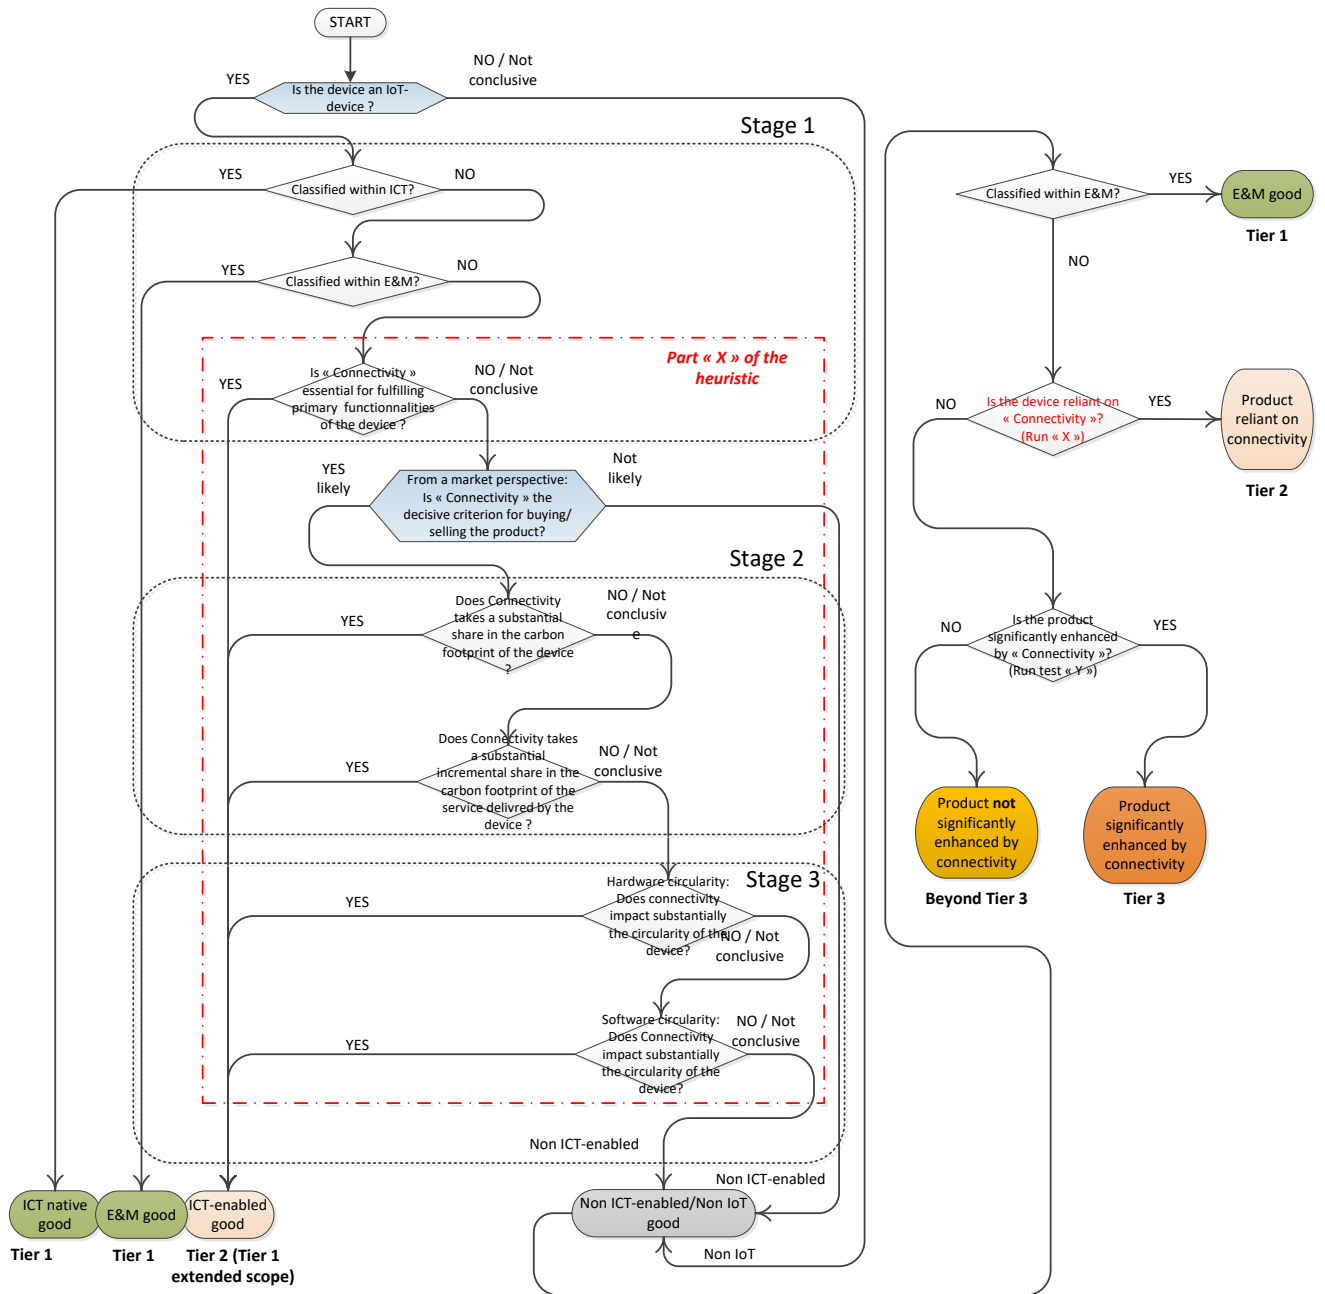 START
NO / Not
conclusive
YES
Is the device an IoT-
device ?
Stage 1
YES
Classified within ICT?
NO
YES
Classified within E&M?
NO
Part « X » of the
heuristic
YES
Is « Connectivity »
essential for fulfilling
primary functionnalities
of the device ?
NO / Not
conclusive
YES
likely
Not
likely
From a market perspective:
Is « Connectivity » the
decisive criterion for buying/
selling the product?
Stage 2
YES
Does Connectivity
takes a substantial
share in the carbon
footprint of the device
?
NO / Not
conclusiv
e
YES
Does Connectivity takes
a substantial
incremental share in the
carbon footprint of the
service delivred by the
device ?
NO / Not
conclusive
Stage 3
YES
Hardware circularity:
Does connectivity
impact substantially
the circularity of the
device?
NO / Not
conclusive
YES
Software circularity:
Does Connectivity
impact substantially
the circularity of the
device?
NO / Not
conclusive
Non ICT-enabled
Non ICT-enabled
ICT native
good
Tier 1
E&M good
Tier 1
ICT-enabled
good
Tier 2 (Tier 1
extended scope)
Non ICT-enabled/Non IoT
good
Non IoT
Classified within E&M?
YES
E&M good
Tier 1
NO
NO
Is the device reliant on
« Connectivity »?
(Run « X »)
YES
Product
reliant on
connectivity
Tier 2
NO
Is the product
significantly enhanced
by « Connectivity »?
(Run test « Y »)
YES
Product not
significantly
enhanced by
connectivity
Beyond Tier 3
Product
significantly
enhanced by
connectivity
Tier 3